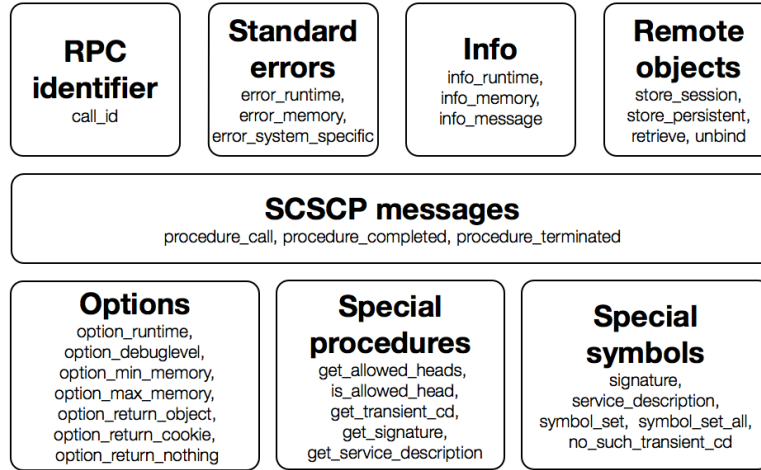 RPC
identifier
call_id
Standard
errors
error_runtime,
error_memory,
error_system_specific
Info
info_runtime,
info_memory,
info_message
Remote
objects
store_session,
store_persistent,
retrieve, unbind
SCSCP messages
procedure_call, procedure_completed, procedure_terminated
Options
option_runtime,
option_debuglevel,
option_min_memory,
option_max_memory,
option_return_object,
option_return_cookie,
option_return_nothing
Special
procedures
get_allowed_heads,
is_allowed_head,
get_transient_cd,
get_signature,
get_service_description
Special
symbols
signature,
service_description,
symbol_set, symbol_set_all,
no_such_transient_cd